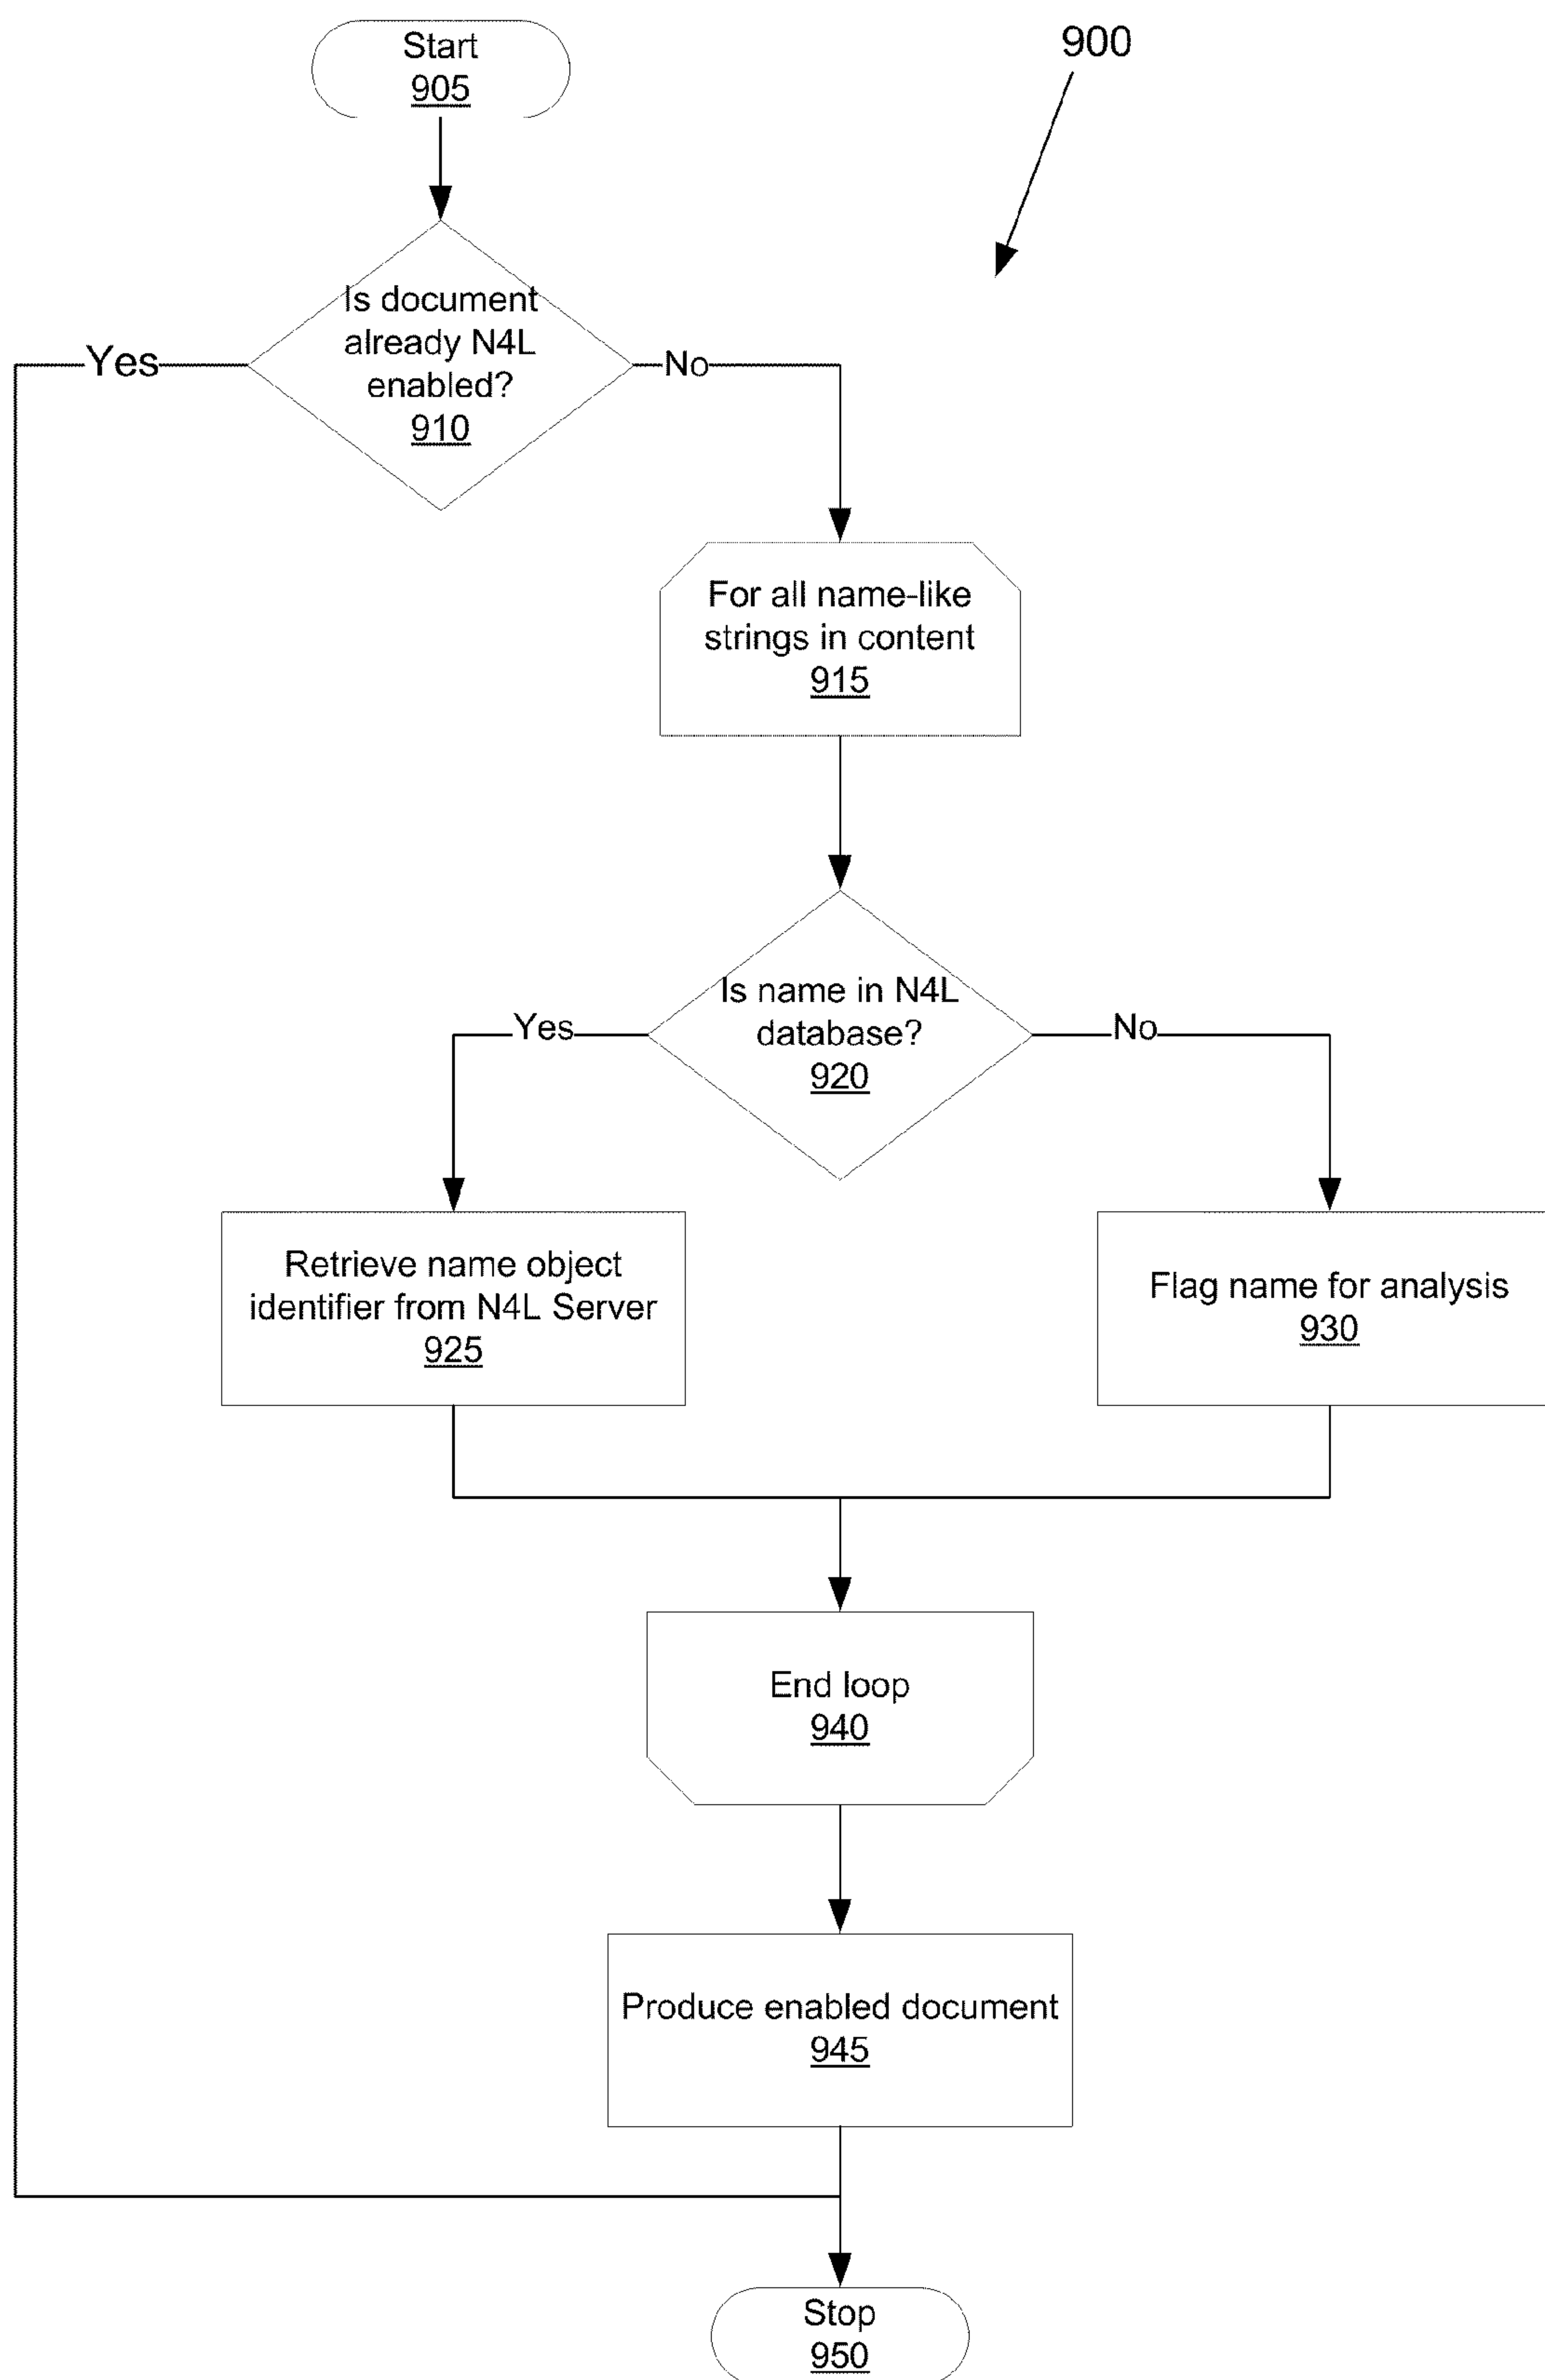 Start
905
900
Is document
already N4L
enabled?
910
Yes
No
For all name-like
strings in content
915
Is name in N4L
database?
920
Yes
No
Retrieve name object
identifier from N4L Server
925
Flag name for analysis
930
End loop
940
Produce enabled document
945
Stop
950